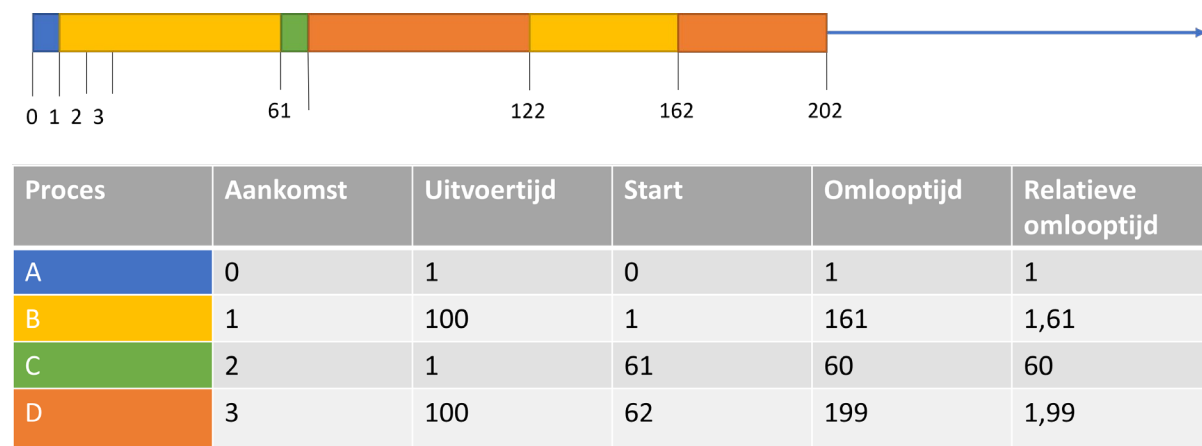 0 1 2 3 61 122 162 202
Proces Aankomst Uitvoertijd Start Omlooptijd Relatieve
omlooptijd
A 0 1 0 1 1
B 1 100 1 161 1,61
C 2 1 61 60 60
D 3 100 62 199 1,99